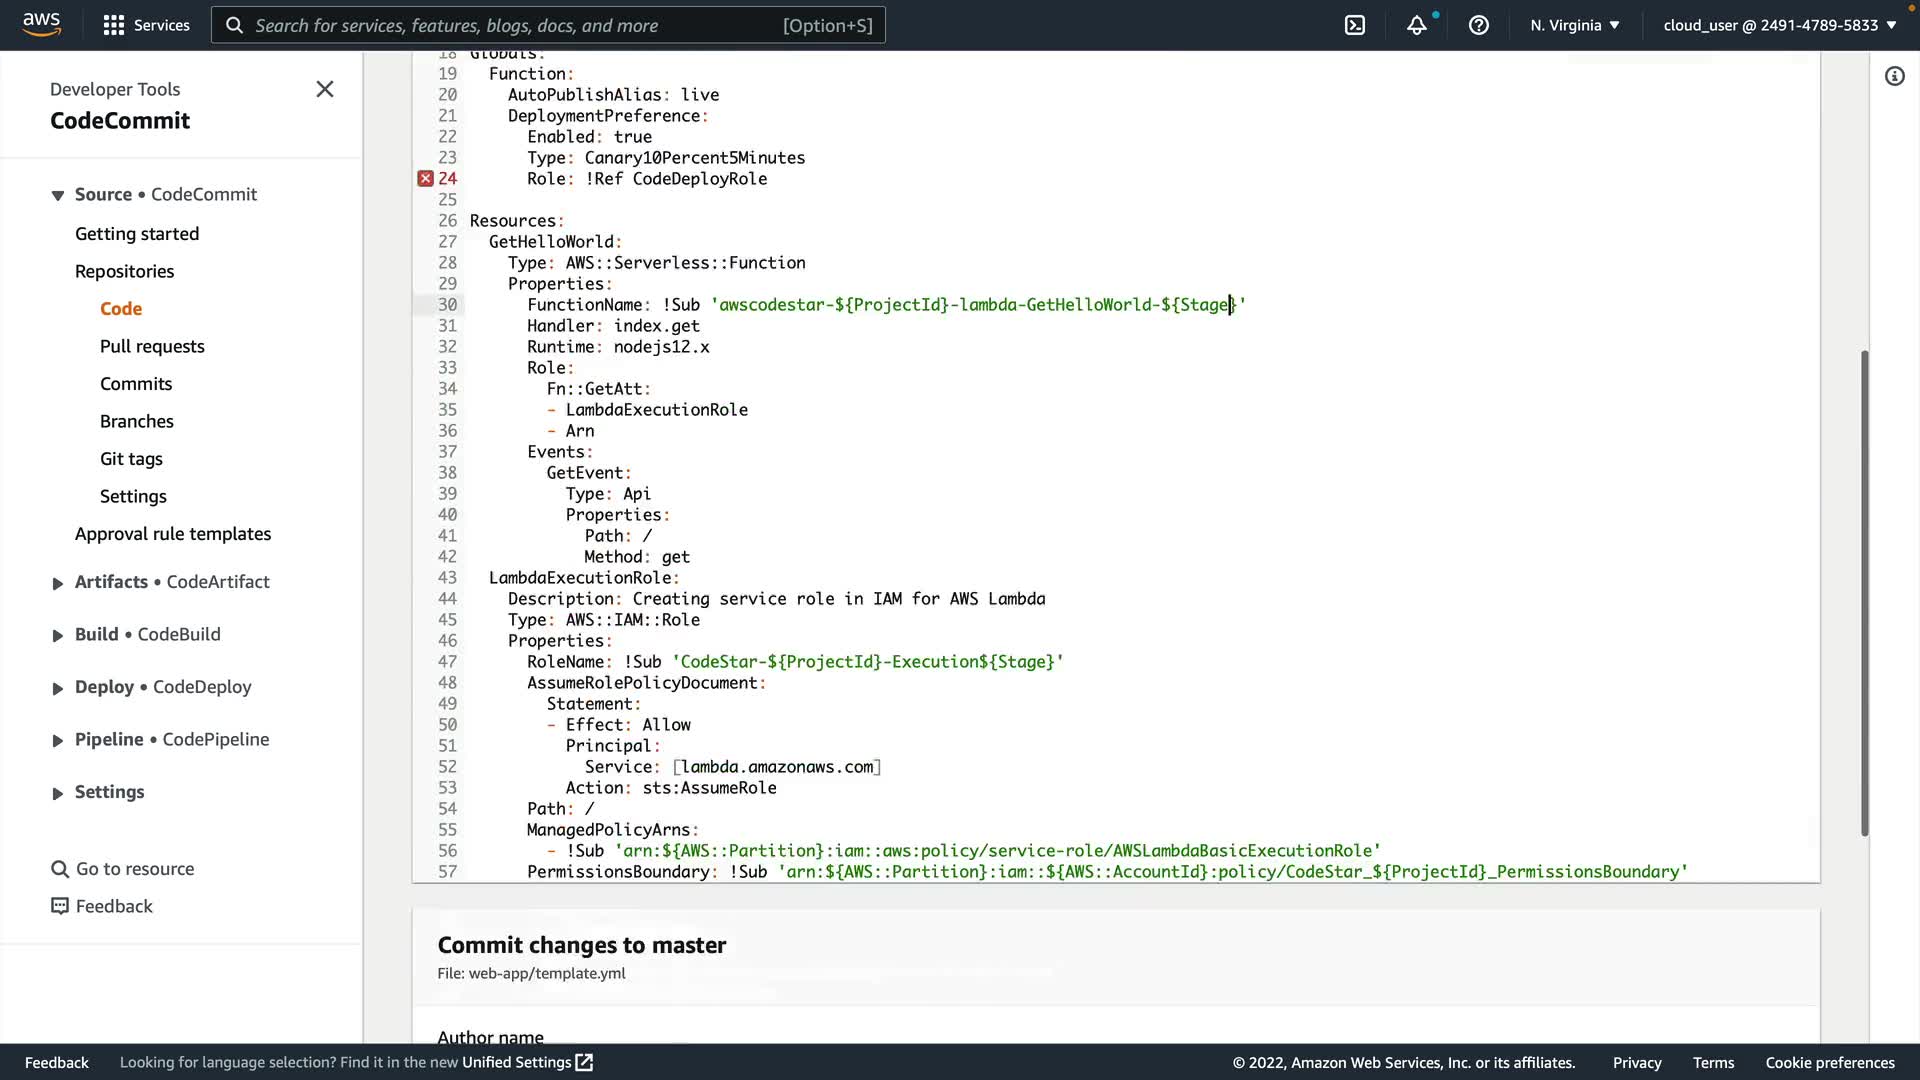 aws
Services
Search for services, features, blogs, docs, and more
[Option+S]
N. Virginia
cloud_user @ 2491-4789-5833
Developer Tools
CodeCommit
Source • CodeCommit
Getting started
Repositories
Code
Pull requests
Commits
Branches
Git tags
Settings
Approval rule templates
Artifacts • CodeArtifact
Build • CodeBuild
Deploy • CodeDeploy
Pipeline • CodePipeline
Settings
Go to resource
Feedback
18 Globals:
19 Function:
20 AutoPublishAlias: live
21 DeploymentPreference:
22 Enabled: true
23 Type: Canary10Percent5Minutes
24 Role: !Ref CodeDeployRole
25
26 Resources:
27 GetHelloWorld:
28 Type: AWS::Serverless::Function
29 Properties:
30 FunctionName: !Sub 'awscodestar-${ProjectId}-lambda-GetHelloWorld-${Stage}'
31 Handler: index.get
32 Runtime: nodejs12.x
33 Role:
34 Fn::GetAtt:
35 - LambdaExecutionRole
36 - Arn
37 Events:
38 GetEvent:
39 Type: Api
40 Properties:
41 Path: /
42 Method: get
43 LambdaExecutionRole:
44 Description: Creating service role in IAM for AWS Lambda
45 Type: AWS::IAM::Role
46 Properties:
47 RoleName: !Sub 'CodeStar-${ProjectId}-Execution${Stage}'
48 AssumeRolePolicyDocument:
49 Statement:
50 - Effect: Allow
51 Principal:
52 Service: [lambda.amazonaws.com]
53 Action: sts:AssumeRole
54 Path: /
55 ManagedPolicyArns:
56 - !Sub 'arn:${AWS::Partition}:iam::aws:policy/service-role/AWSLambdaBasicExecutionRole'
57 PermissionsBoundary: !Sub 'arn:${AWS::Partition}:iam::${AWS::AccountId}:policy/CodeStar_${ProjectId}_PermissionsBoundary'
Commit changes to master
File: web-app/template.yml
Author name
Feedback
Looking for language selection? Find it in the new Unified Settings
© 2022, Amazon Web Services, Inc. or its affiliates.
Privacy
Terms
Cookie preferences